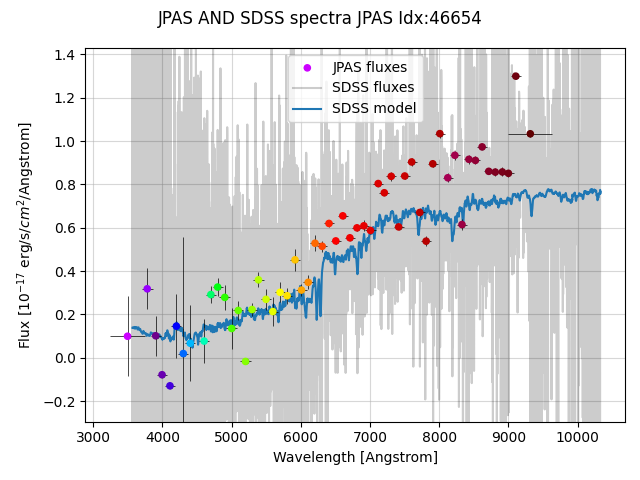 JPAS AND SDSS spectra JPAS Idx:46654
JPAS fluxes
SDSS fluxes
SDSS model
1.4
1.2
1.0
0.8
0.6
0.4
0.2
0.0
−0.2
Flux [10⁻¹⁷ erg/s/cm²/Angstrom]
3000 4000 5000 6000 7000 8000 9000 10000
Wavelength [Angstrom]